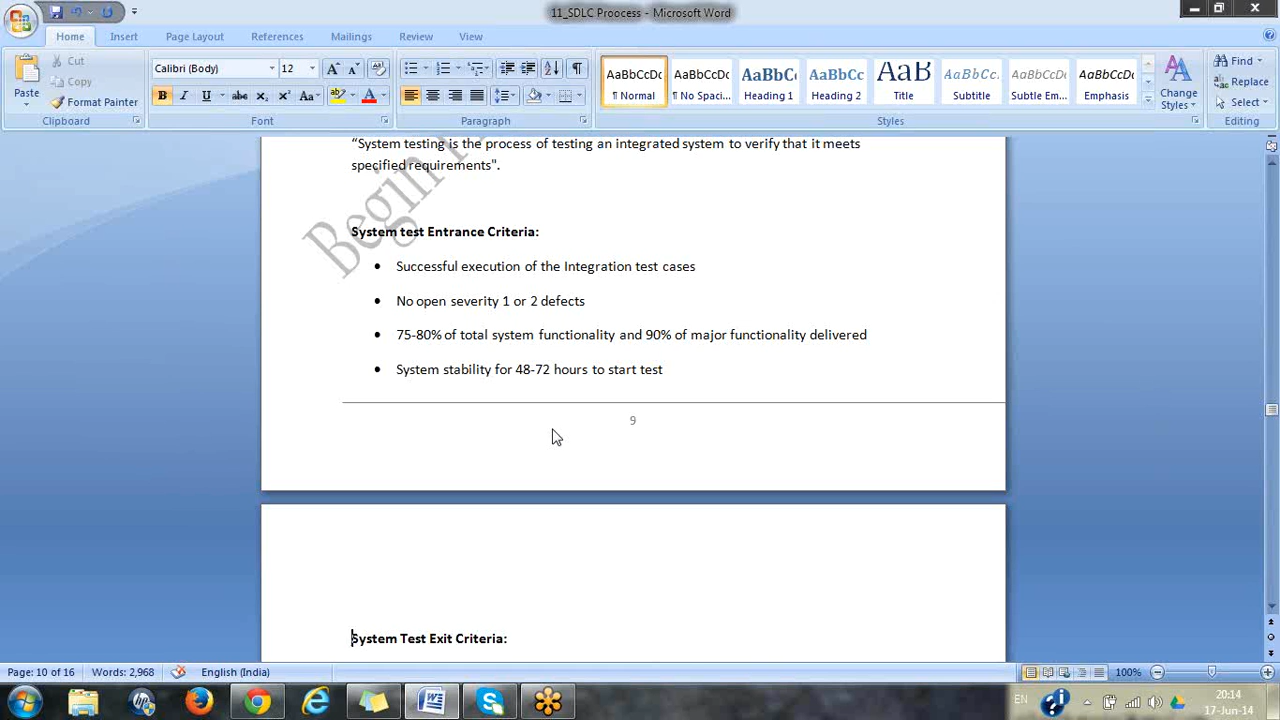 11_SDLC Proocess - Microsoft Word
Home Insert Page Layout References Mailings Review View
Paste
Cut
Copy
Format Painter
Clipboard
Calibri (Body) 12
Font
Paragraph
AaBbCcDc AaBbCcDc AaBbC AaBbCc AaB AaBbCc. AaBbCcDc AaBbCcDc
¶ Normal ¶ No Spaci... Heading 1 Heading 2 Title Subtitle Subtle Em... Emphasis
Change Styles
Styles
Find
Replace
Select
Editing
“System testing is the process of testing an integrated system to verify that it meets
specified requirements".
Begin
System test Entrance Criteria:
• Successful execution of the Integration test cases
• No open severity 1 or 2 defects
• 75-80% of total system functionality and 90% of major functionality delivered
• System stability for 48-72 hours to start test
9
System Test Exit Criteria:
Page: 10 of 16 Words: 2,968 English (India) 100%
EN
20:14
17-Jun-14